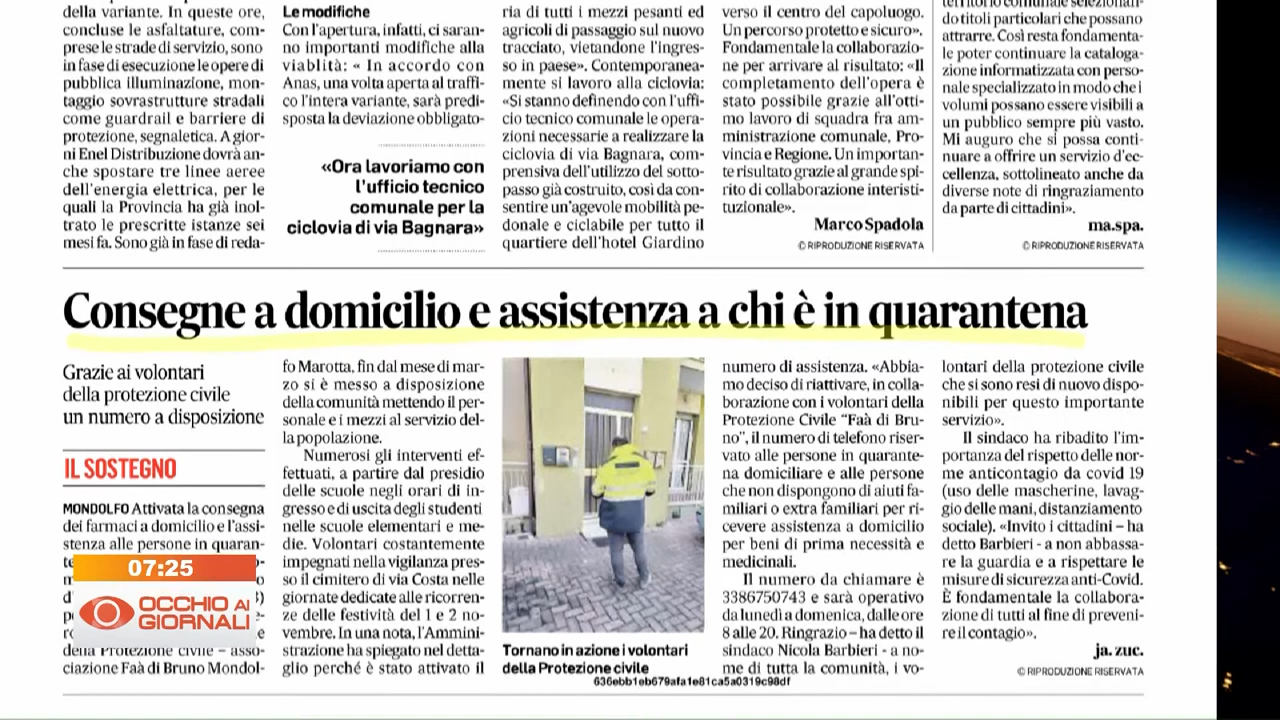 della variante. In queste ore,
concluse le asfaltature, com-
prese le strade di servizio, sono
in fase di esecuzione le opere di
pubblica illuminazione, mon-
taggio sovrastrutture stradali
come guardrail e barriere di
protezione, segnaletica. A gior-
ni Enel Distribuzione dovrà an-
che spostare tre linee aeree
dell'energia elettrica, per le
quali la Provincia ha già inol-
trato le prescritte istanze sei
mesi fa. Sono già in fase di reda-
Le modifiche
Con l'apertura, infatti, ci saran-
no importanti modifiche alla
viablità: « In accordo con
Anas, una volta aperta al traffi-
co l'intera variante, sarà predi-
sposta la deviazione obbligato-
«Ora lavoriamo con
l'ufficio tecnico
comunale per la
ciclovia di via Bagnara»
ria di tutti i mezzi pesanti ed
agricoli di passaggio sul nuovo
tracciato, vietandone l'ingres-
so in paese». Contemporanea-
mente si lavoro alla ciclovia:
«Si stanno definendo con l'uffi-
cio tecnico comunale le opera-
zioni necessarie a realizzare la
ciclovia di via Bagnara, com-
prensiva dell'utilizzo del sotto-
passo già costruito, così da con-
sentire un'agevole mobilità pe-
donale e ciclabile per tutto il
quartiere dell'hotel Giardino
verso il centro del capoluogo.
Un percorso protetto e sicuro».
Fondamentale la collaborazio-
ne per arrivare al risultato: «Il
completamento dell'opera è
stato possibile grazie all'otti-
mo lavoro di squadra fra am-
ministrazione comunale, Pro-
vincia e Regione. Un importan-
te risultato grazie al grande spi-
rito di collaborazione interisti-
tuzionale».
Marco Spadola
© RIPRODUZIONE RISERVATA
territorio comunale selezionan-
do titoli particolari che possano
attrarre. Così resta fondamenta-
le poter continuare la cataloga-
zione informatizzata con perso-
nale specializzato in modo che i
volumi possano essere visibili a
un pubblico sempre più vasto.
Mi auguro che si possa conti-
nuare a offrire un servizio d'ec-
cellenza, sottolineato anche da
diverse note di ringraziamento
da parte di cittadini».
ma.spa.
© RIPRODUZIONE RISERVATA
Consegne a domicilio e assistenza a chi è in quarantena
Grazie ai volontari
della protezione civile
un numero a disposizione
IL SOSTEGNO
MONDOLFO Attivata la consegna
dei farmaci a domicilio e l'assi-
stenza alle persone in quaran-
07:25
OCCHIO AI
GIORNALI
della Protezione civile – asso-
ciazione Faà di Bruno Mondol-
fo Marotta, fin dal mese di mar-
zo si è messo a disposizione
della comunità mettendo il per-
sonale e i mezzi al servizio del-
la popolazione.
Numerosi gli interventi ef-
fettuati, a partire dal presidio
delle scuole negli orari di in-
gresso e di uscita degli studenti
nelle scuole elementari e me-
die. Volontari costantemente
impegnati nella vigilanza pres-
so il cimitero di via Costa nelle
giornate dedicate alle ricorren-
ze delle festività del 1 e 2 no-
vembre. In una nota, l'Ammini-
strazione ha spiegato nel detta-
glio perché è stato attivato il
Tornano in azione i volontari
della Protezione civile
636ebb1eb679afa1e81ca5a0319c98df
numero di assistenza. «Abbia-
mo deciso di riattivare, in colla-
borazione con i volontari della
Protezione Civile “Faà di Bru-
no”, il numero di telefono riser-
vato alle persone in quarante-
na domiciliare e alle persone
che non dispongono di aiuti fa-
miliari o extra familiari per ri-
cevere assistenza a domicilio
per beni di prima necessità e
medicinali.
Il numero da chiamare è
3386750743 e sarà operativo
da lunedì a domenica, dalle ore
8 alle 20. Ringrazio – ha detto il
sindaco Nicola Barbieri - a no-
me di tutta la comunità, i vo-
lontari della protezione civile
che si sono resi di nuovo dispo-
nibili per questo importante
servizio».
Il sindaco ha ribadito l'im-
portanza del rispetto delle nor-
me anticontagio da covid 19
(uso delle mascherine, lavag-
gio delle mani, distanziamento
sociale). «Invito i cittadini – ha
detto Barbieri - a non abbassa-
re la guardia e a rispettare le
misure di sicurezza anti-Covid.
È fondamentale la collabora-
zione di tutti al fine di preveni-
re il contagio».
ja. zuc.
© RIPRODUZIONE RISERVATA